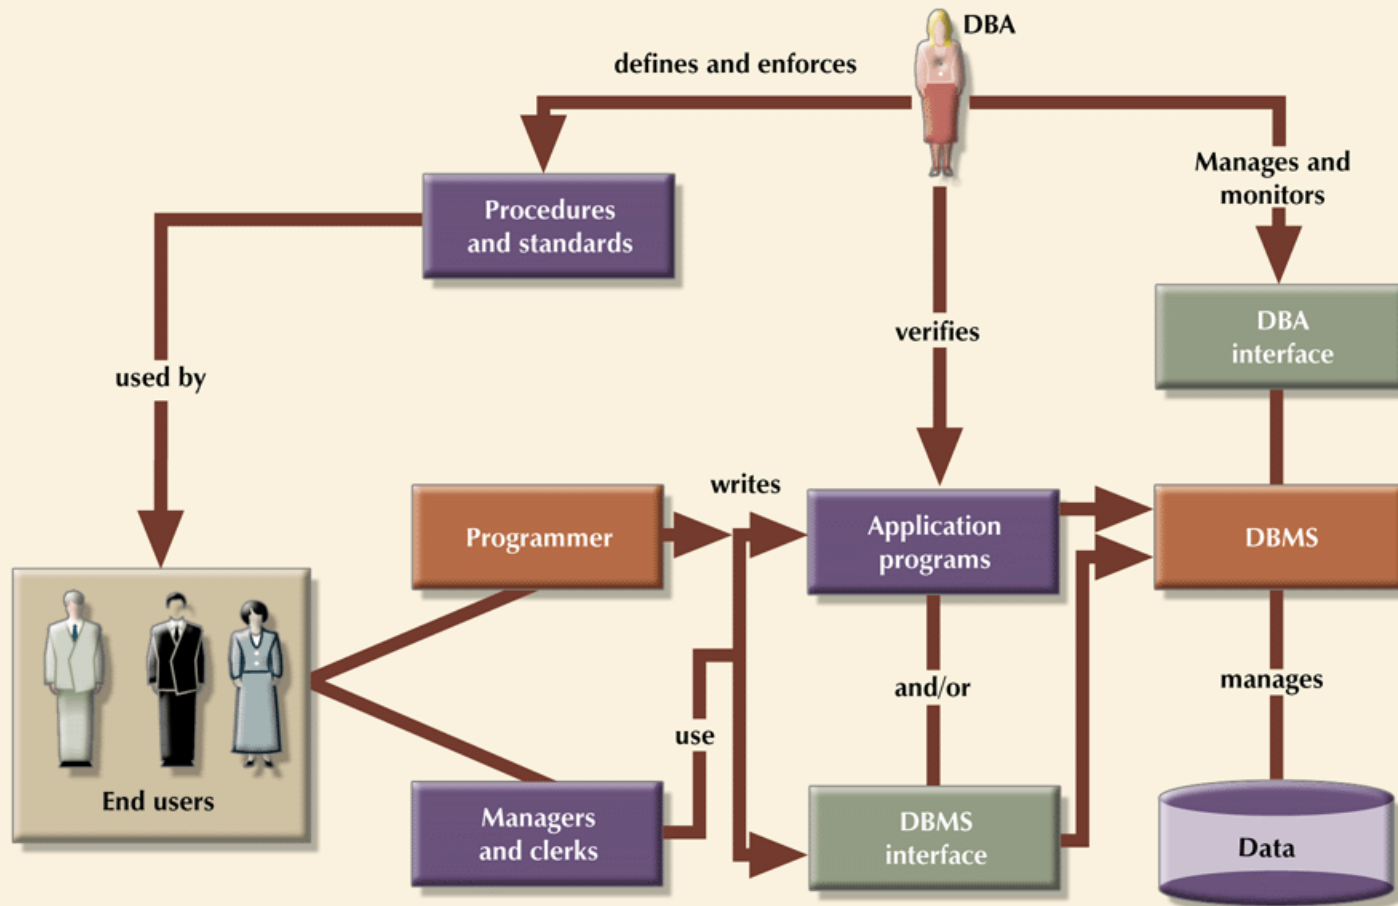 DBA
defines and enforces
Manages and
monitors
Procedures
and standards
DBA
interface
verifies
used by
writes
Programmer
Application
programs
DBMS
and/or
manages
use
End users
Managers
and clerks
DBMS
interface
Data